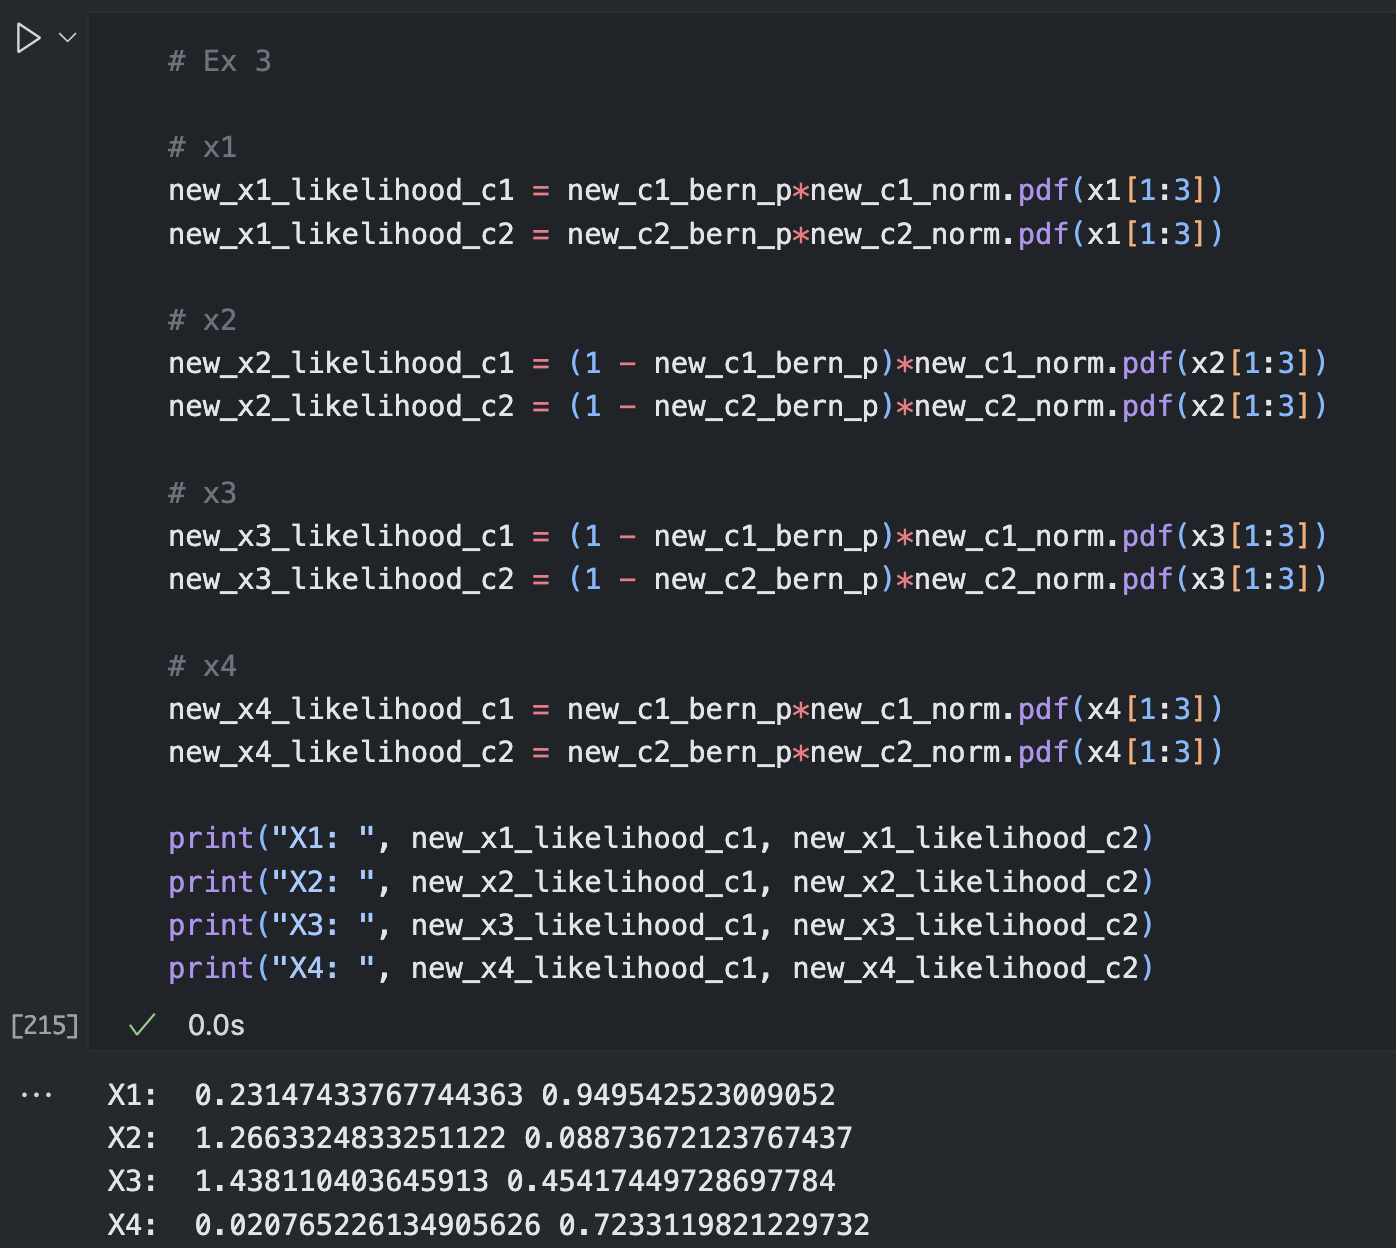 # Ex 3
# x1
new_x1_likelihood_c1 = new_c1_bern_p*new_c1_norm.pdf(x1[1:3])
new_x1_likelihood_c2 = new_c2_bern_p*new_c2_norm.pdf(x1[1:3])
# x2
new_x2_likelihood_c1 = (1 - new_c1_bern_p)*new_c1_norm.pdf(x2[1:3])
new_x2_likelihood_c2 = (1 - new_c2_bern_p)*new_c2_norm.pdf(x2[1:3])
# x3
new_x3_likelihood_c1 = (1 - new_c1_bern_p)*new_c1_norm.pdf(x3[1:3])
new_x3_likelihood_c2 = (1 - new_c2_bern_p)*new_c2_norm.pdf(x3[1:3])
# x4
new_x4_likelihood_c1 = new_c1_bern_p*new_c1_norm.pdf(x4[1:3])
new_x4_likelihood_c2 = new_c2_bern_p*new_c2_norm.pdf(x4[1:3])
print("X1: ", new_x1_likelihood_c1, new_x1_likelihood_c2)
print("X2: ", new_x2_likelihood_c1, new_x2_likelihood_c2)
print("X3: ", new_x3_likelihood_c1, new_x3_likelihood_c2)
print("X4: ", new_x4_likelihood_c1, new_x4_likelihood_c2)
[215] ✓ 0.0s
... X1:  0.23147433767744363 0.949542523009052
X2:  1.2663324833251122 0.08873672123767437
X3:  1.438110403645913 0.45417449728697784
X4:  0.020765226134905626 0.7233119821229732